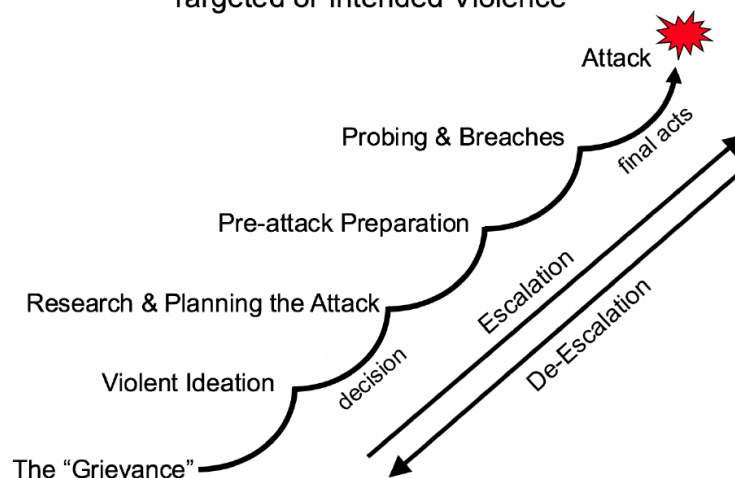 Targeted or Intended Violence
Attack
Probing & Breaches
final acts
Pre-attack Preparation
Escalation
Research & Planning the Attack
De-Escalation
decision
Violent Ideation
The “Grievance”